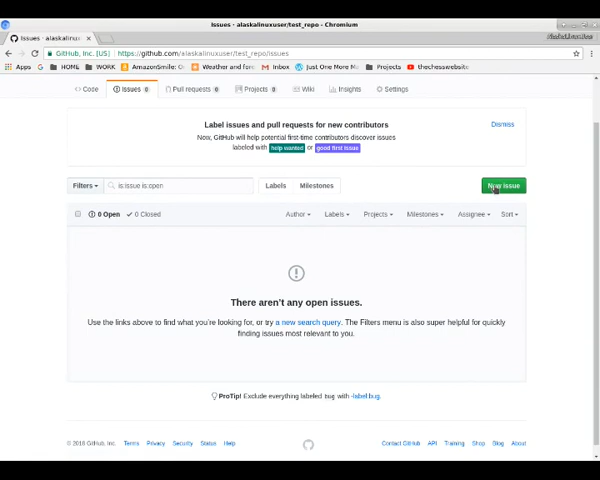 Issues · alaskalinuxuser/test_repo - Chromium
Issues · alaskalinuxu
AlaskaLinuxUser
GitHub, Inc. [US] https://github.com/alaskalinuxuser/test_repo/issues
Apps HOME WORK AmazonSmile: Weather and for Inbox Just One More M Projects thechesswebsite
Code Issues 0 Pull requests 0 Projects 0 Wiki Insights Settings
Label issues and pull requests for new contributors
Dismiss
Now, GitHub will help potential first-time contributors discover issues
labeled with help wanted or good first issue
Filters is:issue is:open Labels Milestones New issue
0 Open 0 Closed Author Labels Projects Milestones Assignee Sort
There aren't any open issues.
Use the links above to find what you're looking for, or try a new search query. The Filters menu is also super helpful for quickly
finding issues most relevant to you.
ProTip! Exclude everything labeled bug with -label:bug.
© 2018 GitHub, Inc. Terms Privacy Security Status Help Contact GitHub API Training Shop Blog About